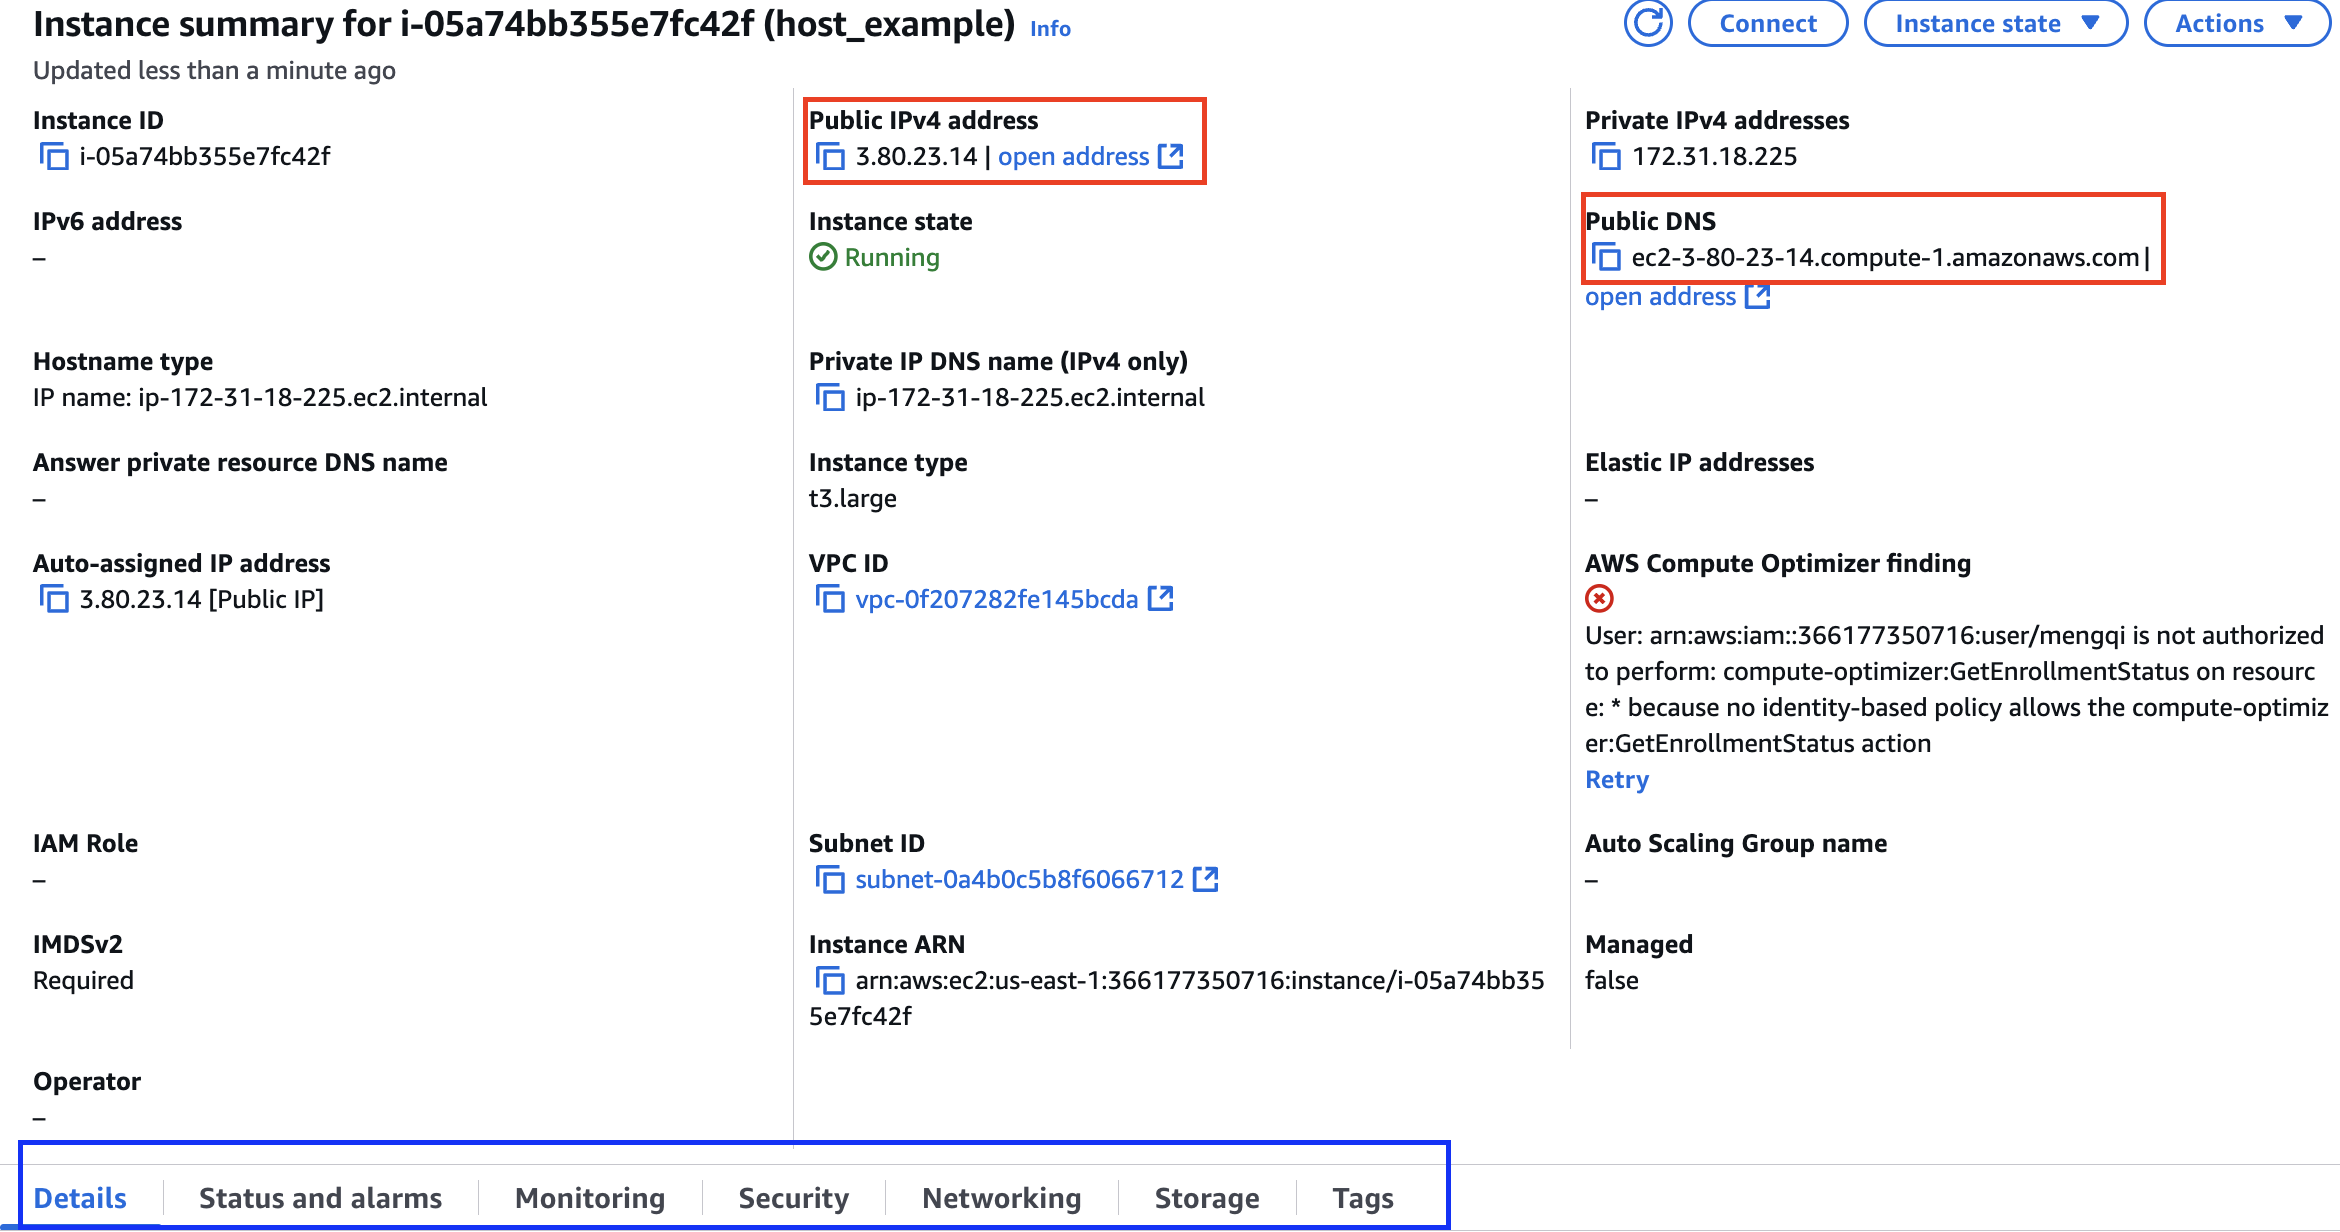 Instance summary for i-05a74bb355e7fc42f (host_example) Info
Connect
Instance state
Actions
Updated less than a minute ago
Instance ID
i-05a74bb355e7fc42f
Public IPv4 address
3.80.23.14 | open address
Private IPv4 addresses
172.31.18.225
IPv6 address
–
Instance state
Running
Public DNS
ec2-3-80-23-14.compute-1.amazonaws.com |
open address
Hostname type
IP name: ip-172-31-18-225.ec2.internal
Private IP DNS name (IPv4 only)
ip-172-31-18-225.ec2.internal
Answer private resource DNS name
–
Instance type
t3.large
Elastic IP addresses
–
Auto-assigned IP address
3.80.23.14 [Public IP]
VPC ID
vpc-0f207282fe145bcda
AWS Compute Optimizer finding
User: arn:aws:iam::366177350716:user/mengqi is not authorized
to perform: compute-optimizer:GetEnrollmentStatus on resourc
e: * because no identity-based policy allows the compute-optimiz
er:GetEnrollmentStatus action
Retry
IAM Role
–
Subnet ID
subnet-0a4b0c5b8f6066712
Auto Scaling Group name
–
IMDSv2
Required
Instance ARN
arn:aws:ec2:us-east-1:366177350716:instance/i-05a74bb35
5e7fc42f
Managed
false
Operator
–
Details
Status and alarms
Monitoring
Security
Networking
Storage
Tags